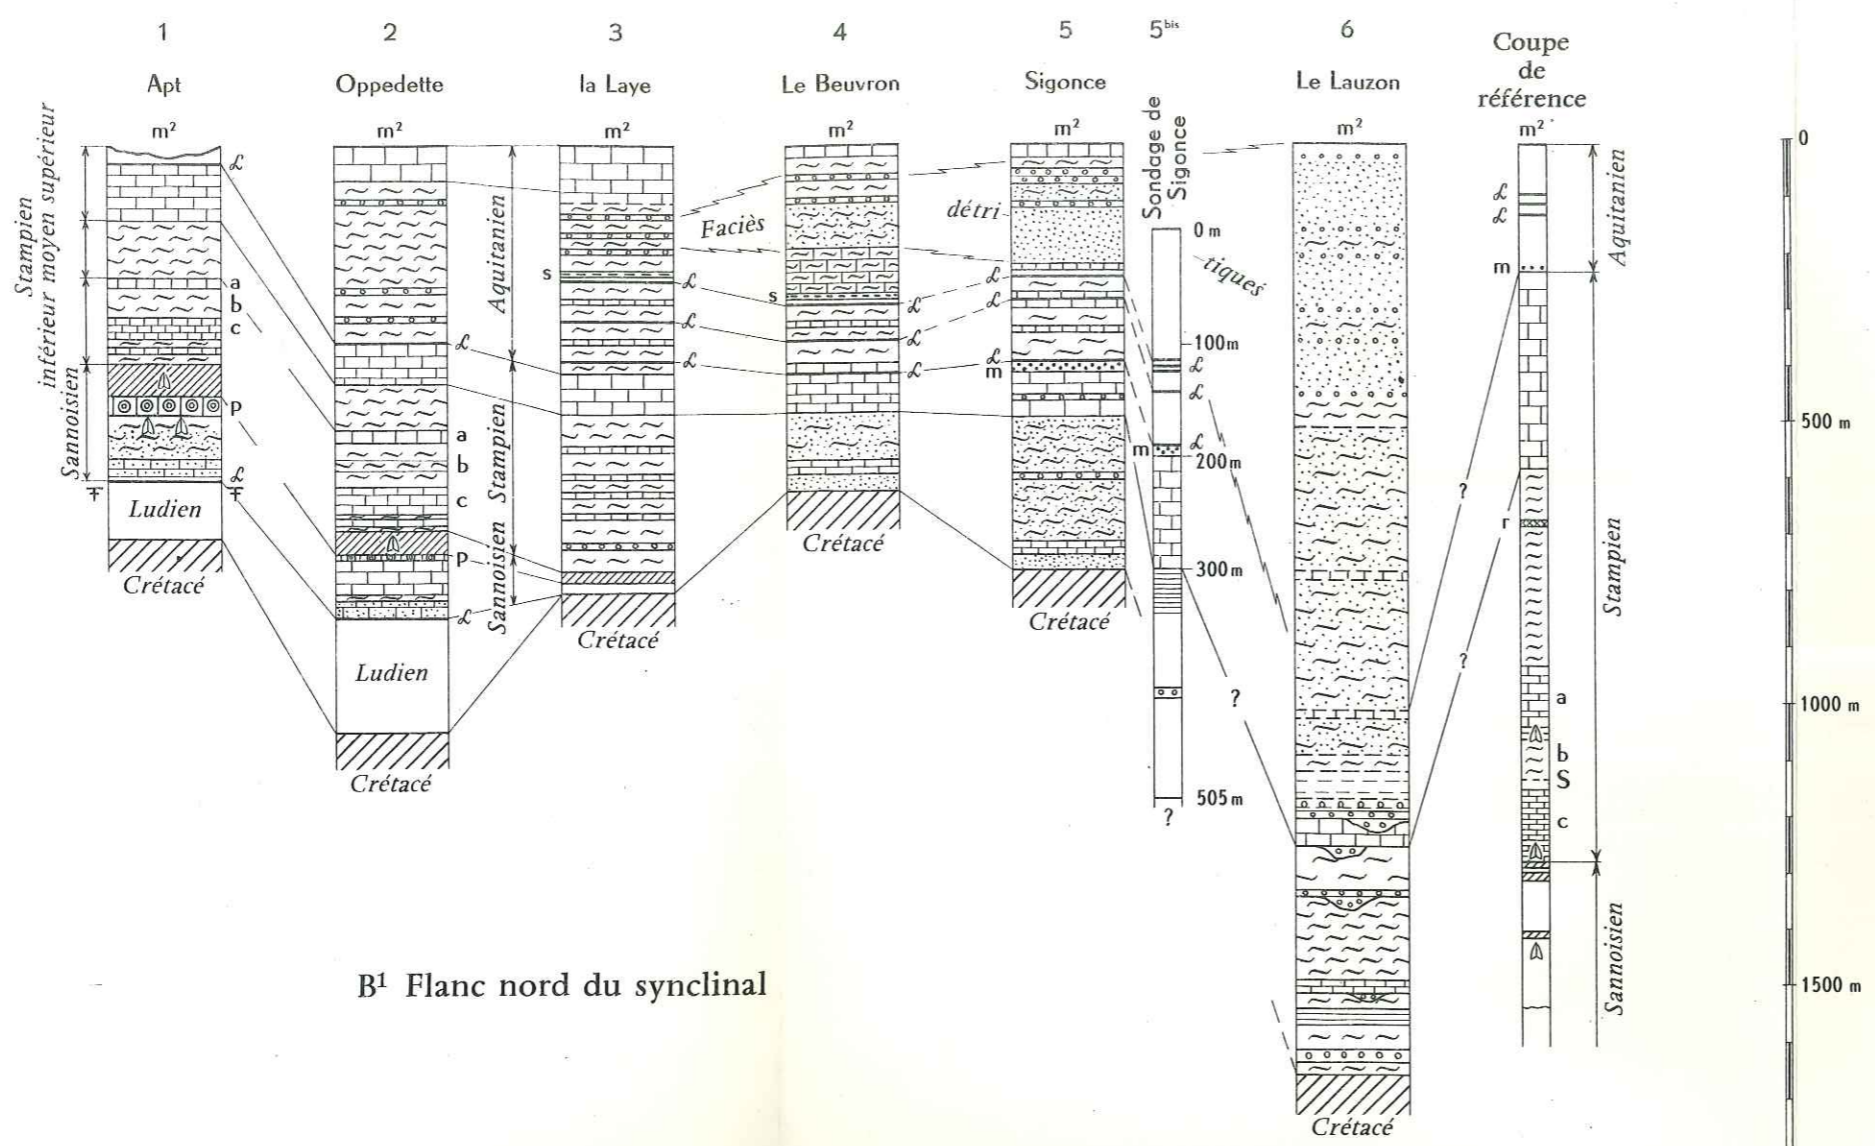 1
2
3
4
5
5bis
6
Coupe
de
référence
Apt
Oppedette
la Laye
Le Beuvron
Sigonce
Sondage de
Sigonce
Le Lauzon
m²
m²
m²
m²
m²
m²
m²
Stampien
inférieur moyen supérieur
Sannoisien
ℒ
a
b
c
p
ℒ
Ŧ
Ŧ
Ludien
Crétacé
ℒ
a
b
c
p
ℒ
Ludien
Crétacé
Aquitanien
Stampien
Sannoisien
s
ℒ
ℒ
ℒ
Crétacé
Faciès
s
ℒ
ℒ
ℒ
Crétacé
détri
tiques
ℒ
ℒ
ℒ
m
Crétacé
0 m
100m
ℒ
ℒ
ℒ
m
200m
300m
505m
?
?
Crétacé
?
?
ℒ
ℒ
m
r
a
b
S
c
Aquitanien
Stampien
Sannoisien
0
500 m
1000 m
1500 m
B¹ Flanc nord du synclinal